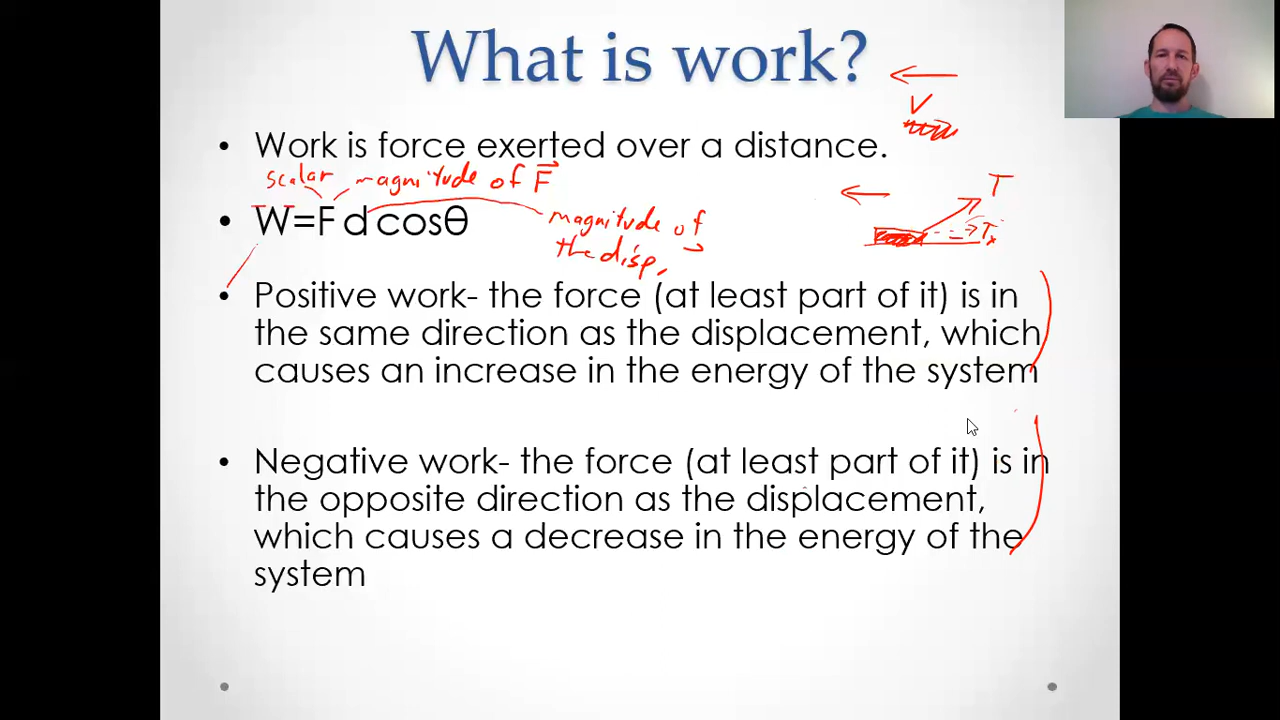 What is work?
V
• Work is force exerted over a distance.
scalar magnitude of F
T
• W=F d cosθ
magnitude of
the disp.
Tx
• Positive work- the force (at least part of it) is in
the same direction as the displacement, which
causes an increase in the energy of the system
• Negative work- the force (at least part of it) is in
the opposite direction as the displacement,
which causes a decrease in the energy of the
system